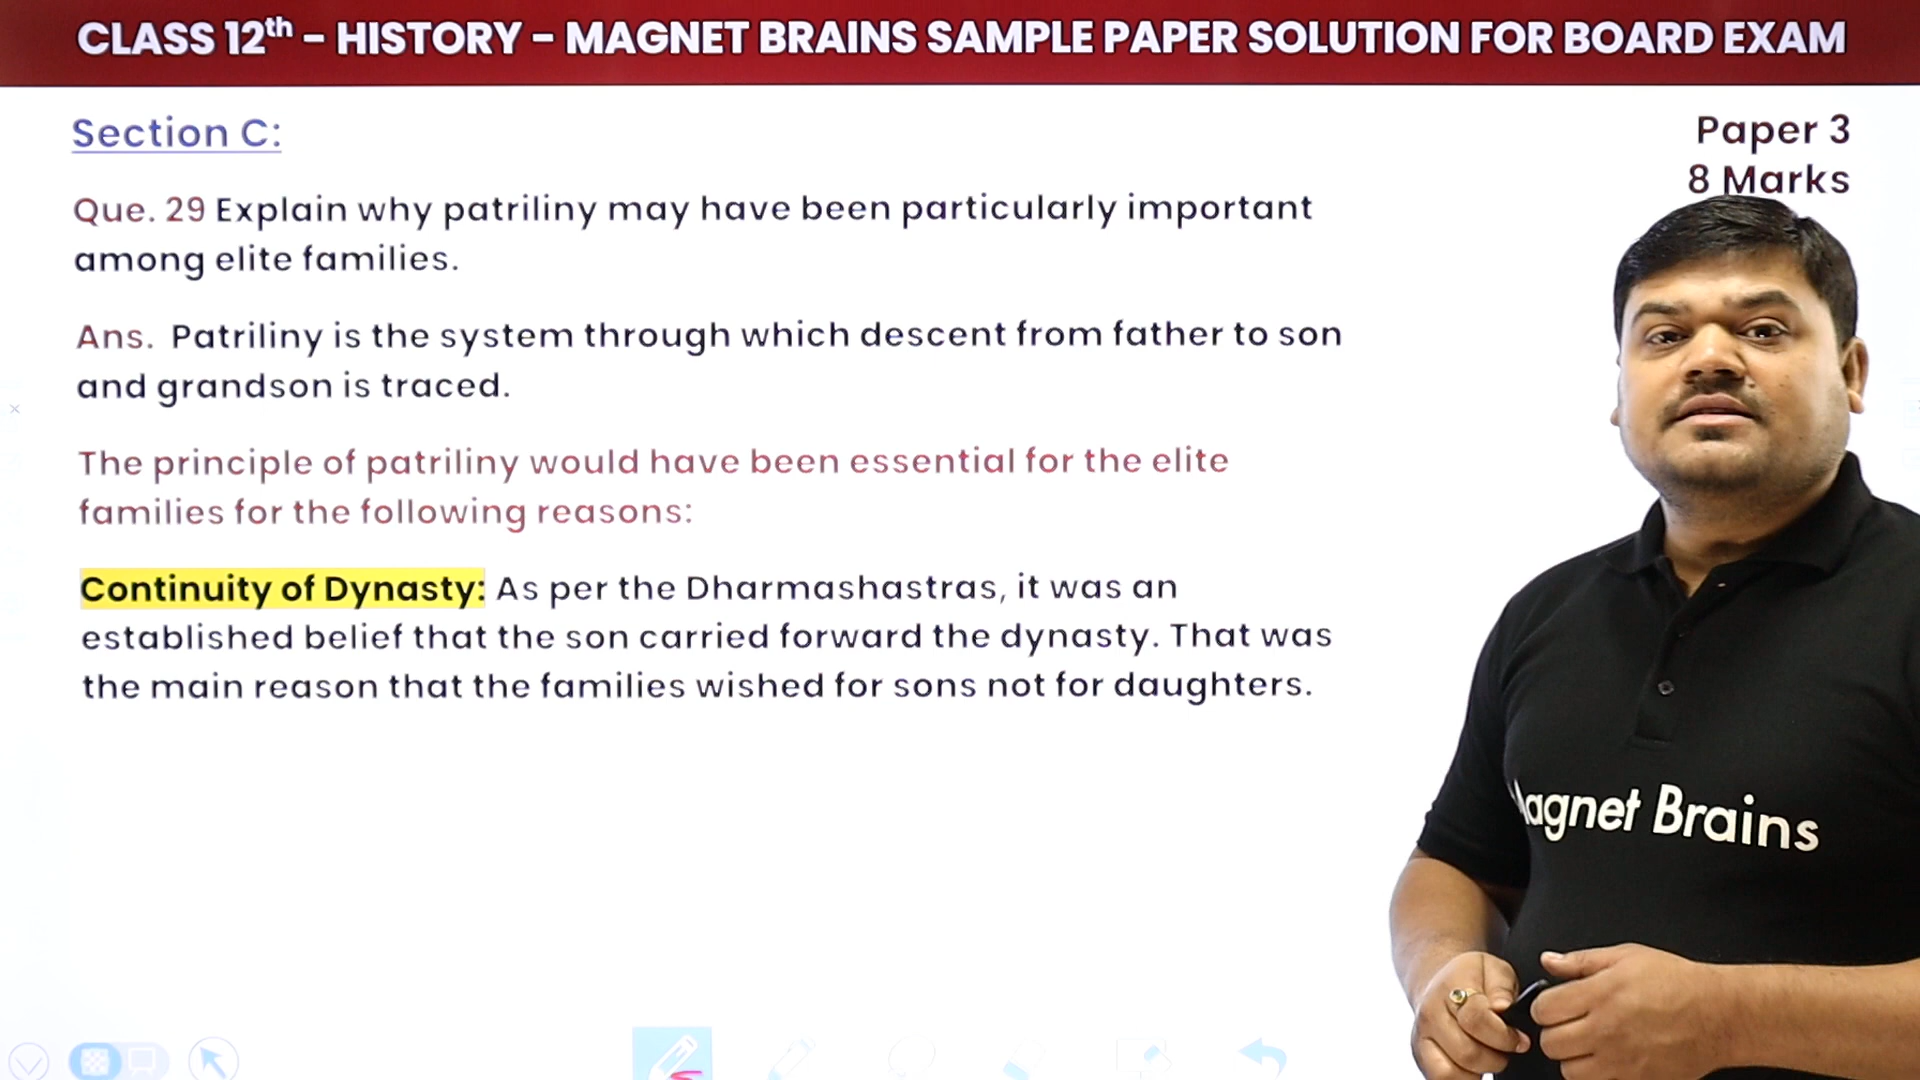 CLASS 12th - HISTORY - MAGNET BRAINS SAMPLE PAPER SOLUTION FOR BOARD EXAM
Section C:
Paper 3
8 Marks
Que. 29 Explain why patriliny may have been particularly important
among elite families.
Ans. Patriliny is the system through which descent from father to son
and grandson is traced.
The principle of patriliny would have been essential for the elite
families for the following reasons:
Continuity of Dynasty: As per the Dharmashastras, it was an
established belief that the son carried forward the dynasty. That was
the main reason that the families wished for sons not for daughters.
Magnet Brains